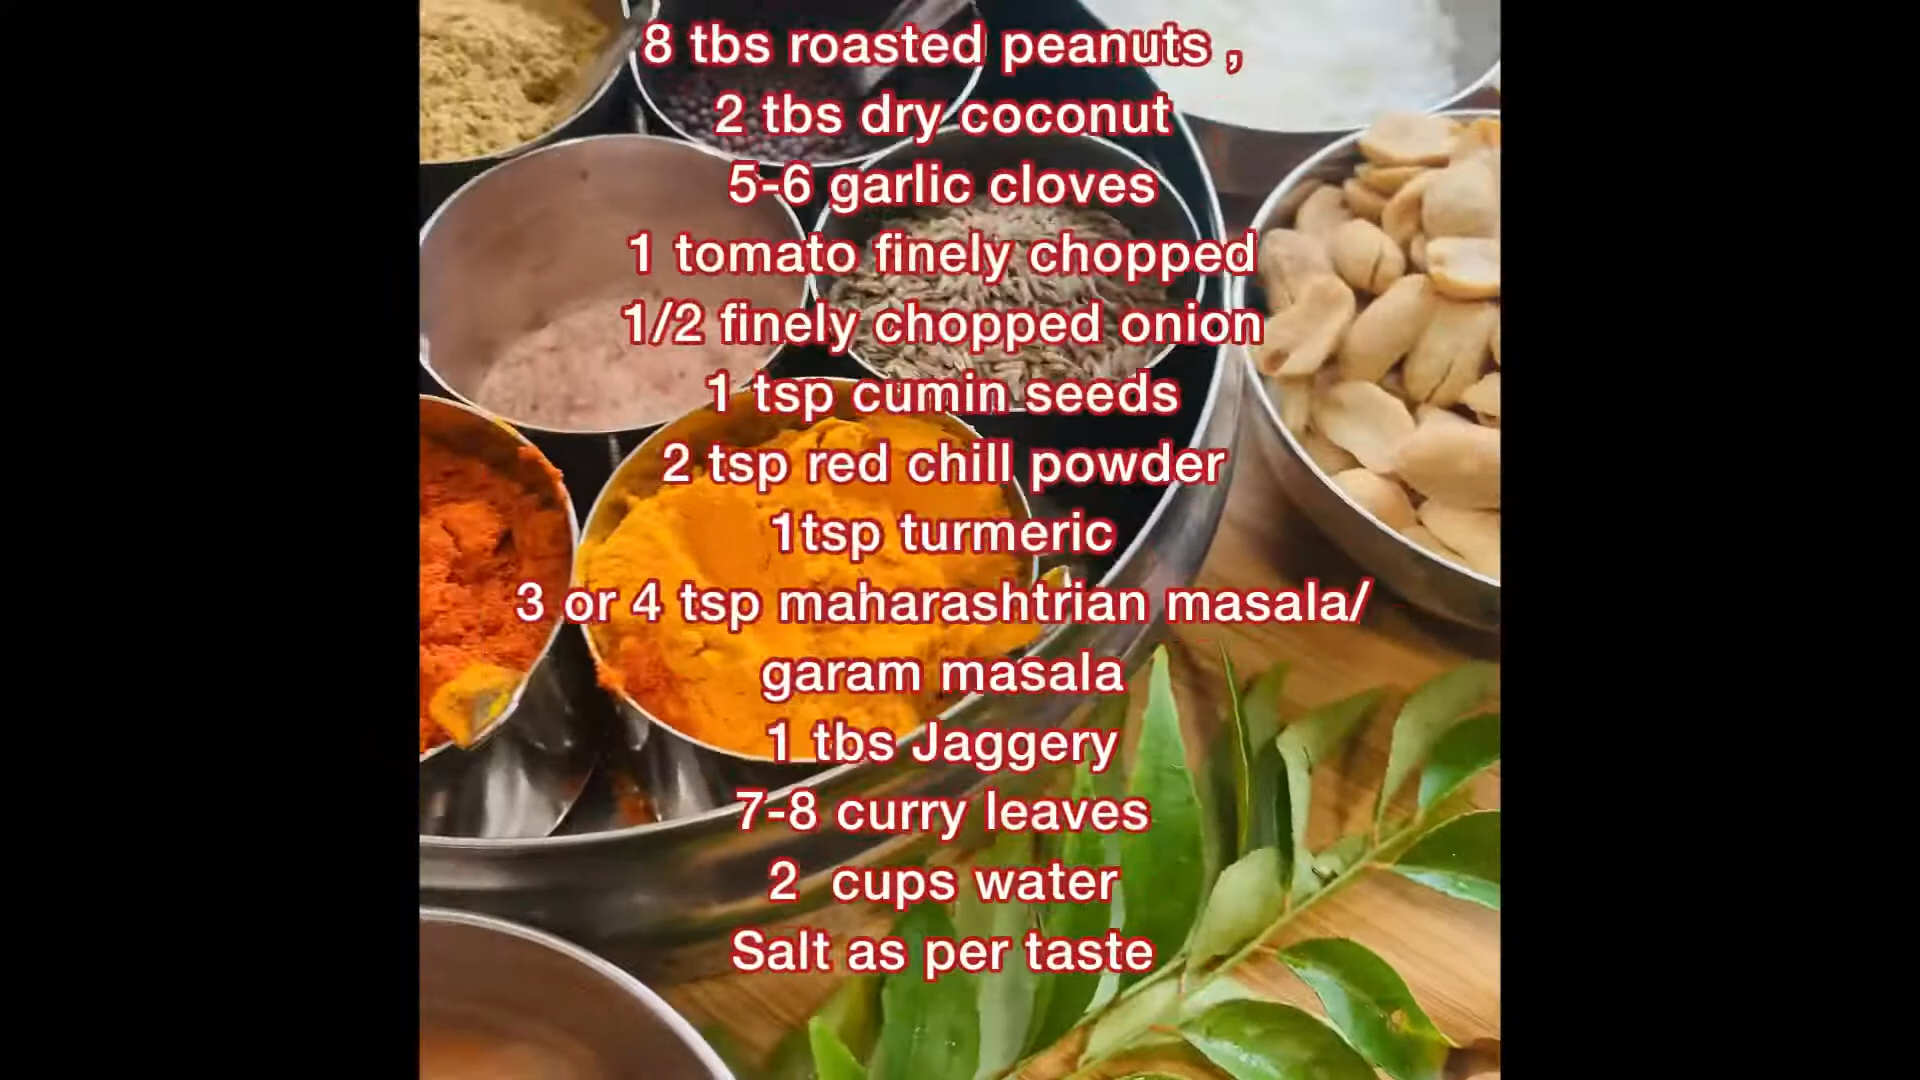 8 tbs roasted peanuts ,
2 tbs dry coconut
5-6 garlic cloves
1 tomato finely chopped
1/2 finely chopped onion
1 tsp cumin seeds
2 tsp red chill powder
1tsp turmeric
3 or 4 tsp maharashtrian masala/
garam masala
1 tbs Jaggery
7-8 curry leaves
2 cups water
Salt as per taste